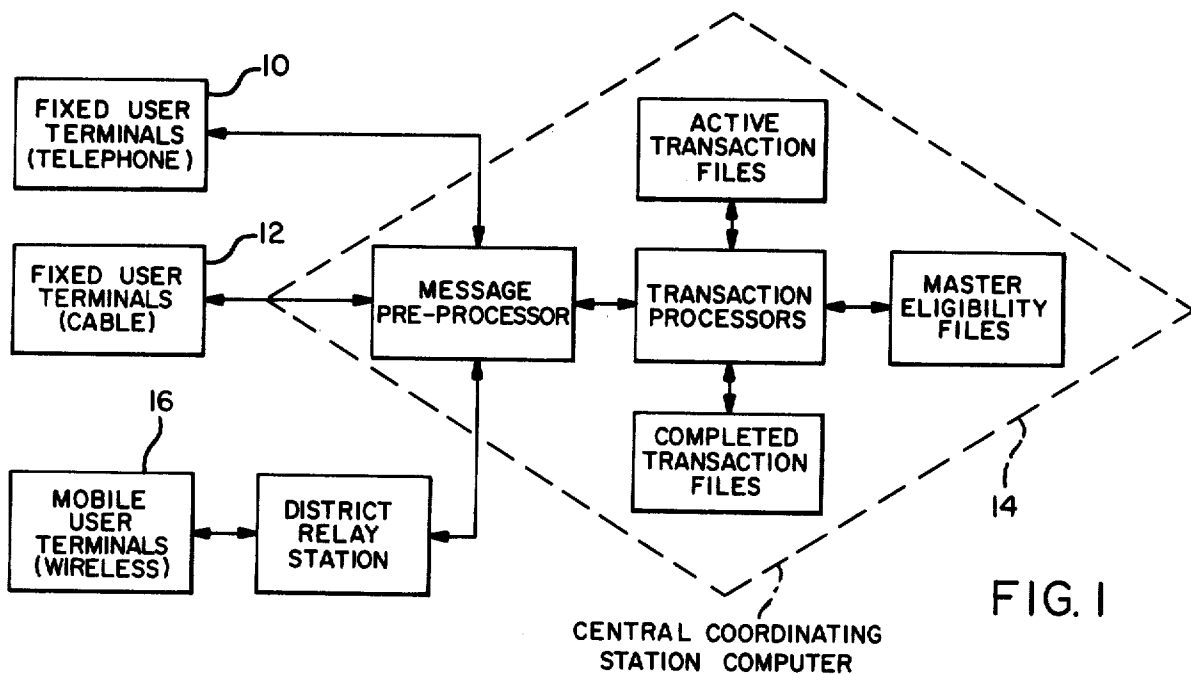 10
FIXED USER
TERMINALS
(TELEPHONE)
12
FIXED USER
TERMINALS
(CABLE)
16
MOBILE
USER
TERMINALS
(WIRELESS)
DISTRICT
RELAY
STATION
MESSAGE
PRE-PROCESSOR
ACTIVE
TRANSACTION
FILES
TRANSACTION
PROCESSORS
COMPLETED
TRANSACTION
FILES
MASTER
ELIGIBILITY
FILES
14
CENTRAL COORDINATING
STATION COMPUTER
FIG. 1